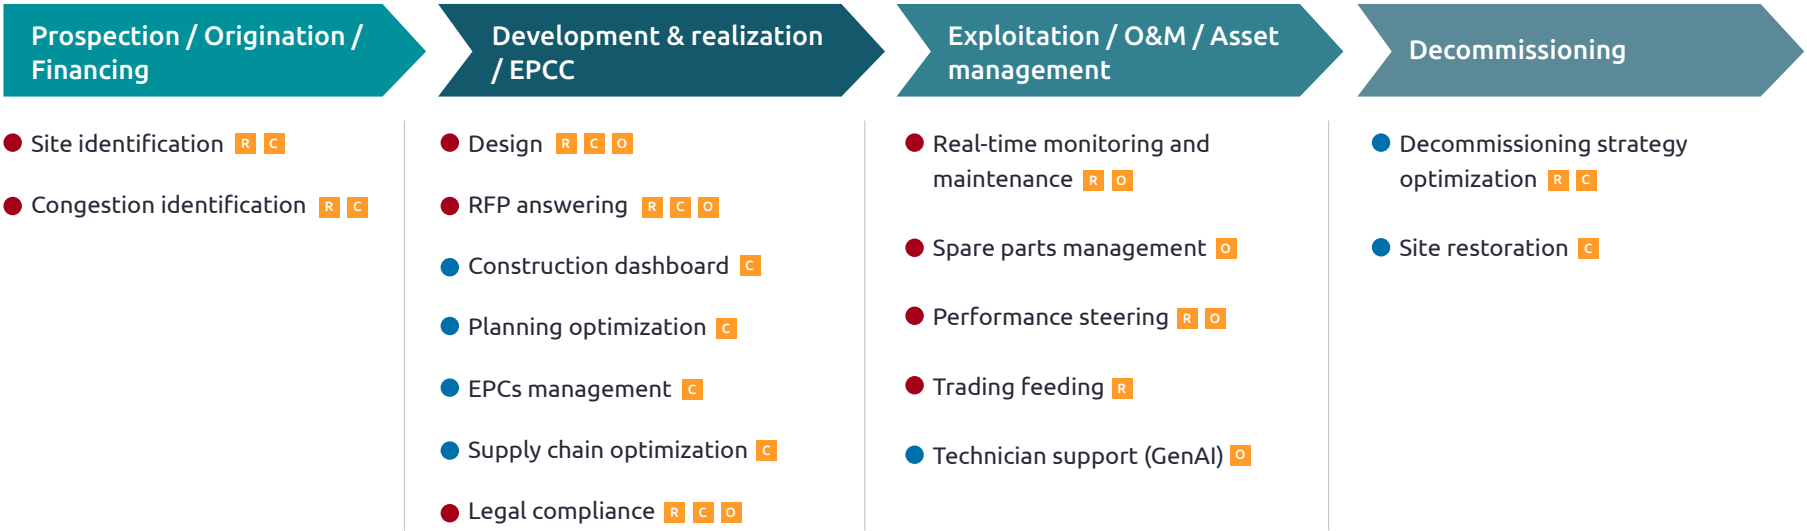 Prospection / Origination /
Financing
Site identification R C
Congestion identification R C
Development & realization
/ EPCC
Design R C O
RFP answering R C O
Construction dashboard C
Planning optimization C
EPCs management C
Supply chain optimization C
Legal compliance R C O
Exploitation / O&M / Asset
management
Real-time monitoring and
maintenance R O
Spare parts management O
Performance steering R O
Trading feeding R
Technician support (GenAI) O
Decommissioning
Decommissioning strategy
optimization R C
Site restoration C